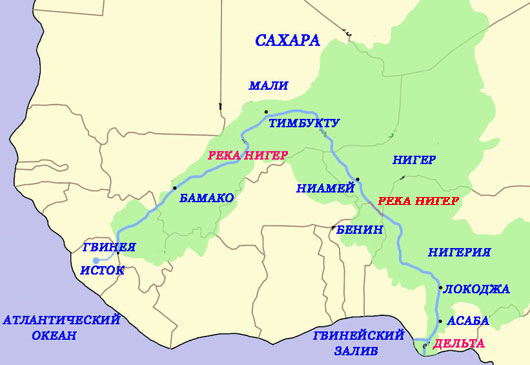 САХАРА
МАЛИ
ТИМБУКТУ
РЕКА НИГЕР
НИГЕР
НИАМЕЙ
БАМАКО
РЕКА НИГЕР
БЕНИН
ГВИНЕЯ
НИГЕРИЯ
ИСТОК
ЛОКОДЖА
АТЛАНТИЧЕСКИЙ
ОКЕАН
АСАБА
ГВИНЕЙСКИЙ
ЗАЛИВ
ДЕЛЬТА